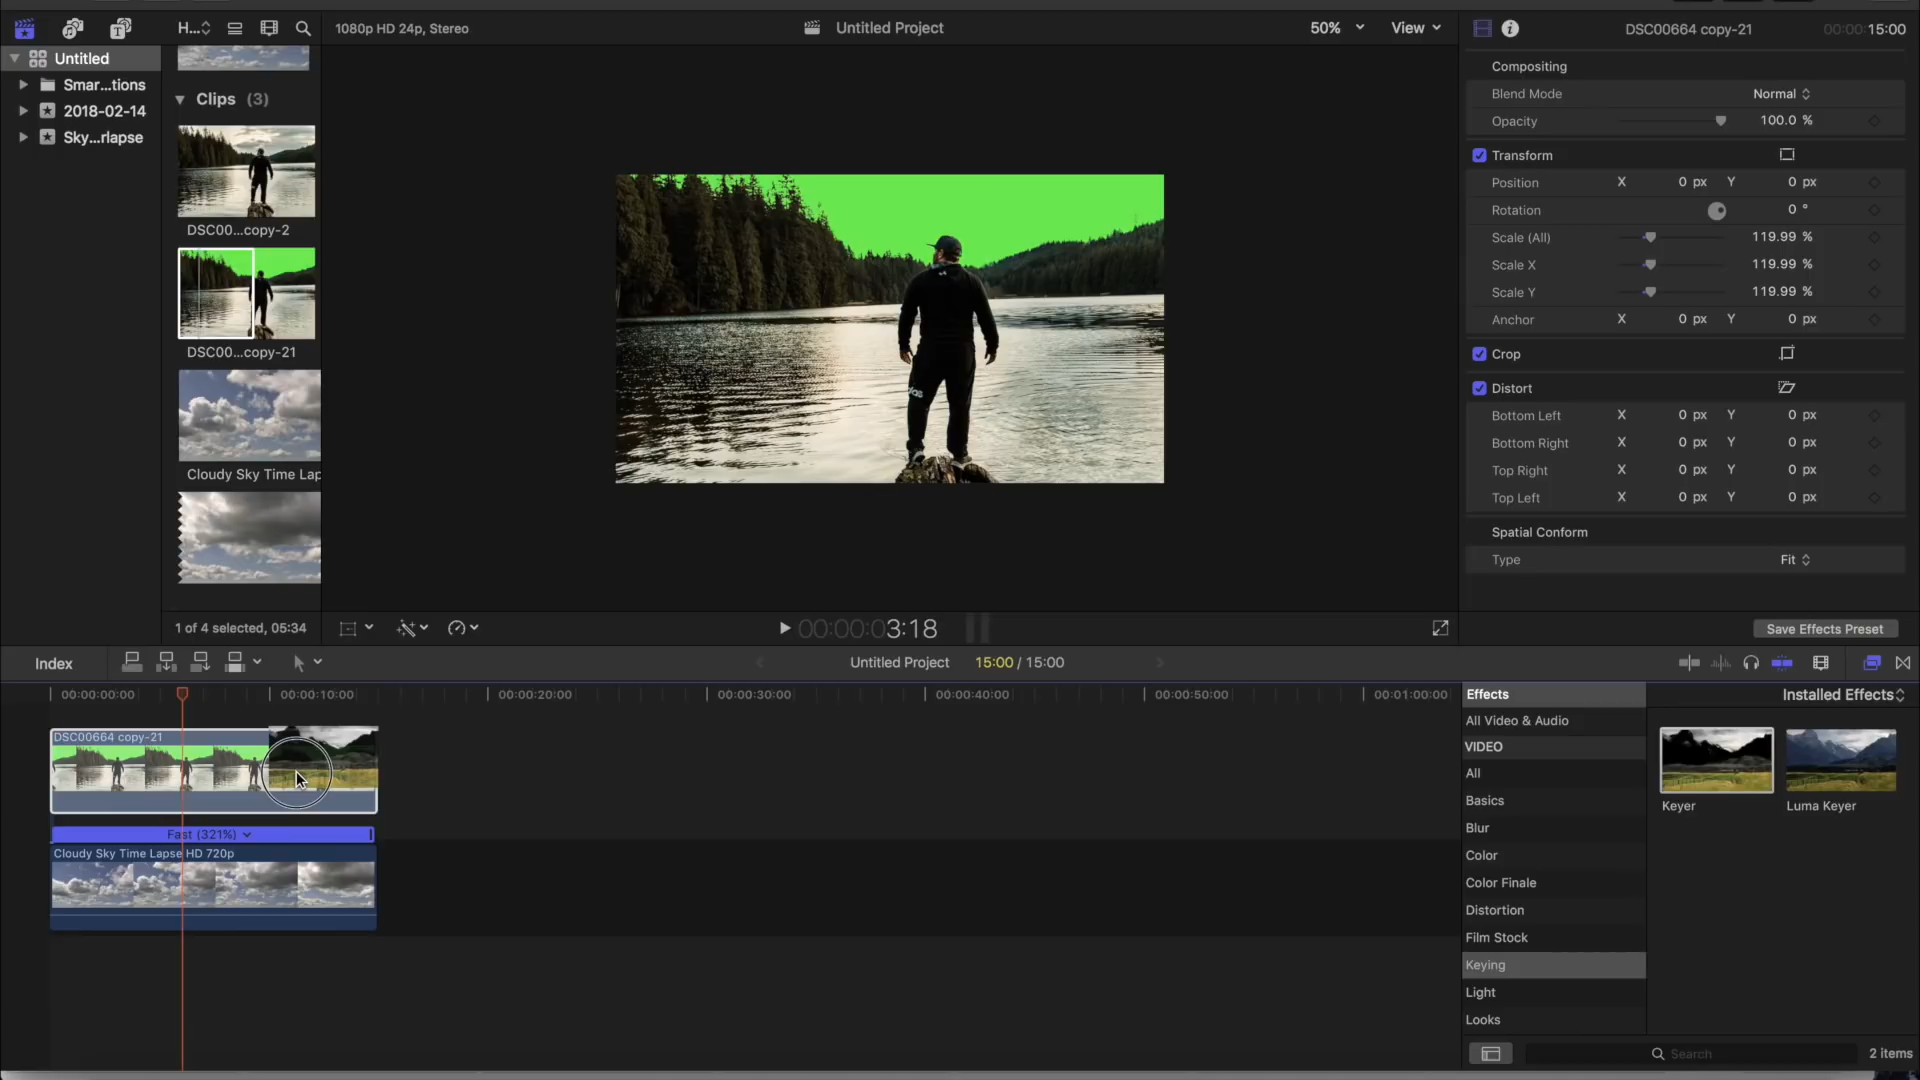 H...
1080p HD 24p, Stereo
Untitled Project
50%
View
DSC00664 copy-21
00:00:00:15:00
Untitled
Smar...tions
2018-02-14
Sky...rlapse
Clips (3)
DSC00...copy-2
DSC00...copy-21
Cloudy Sky Time Lap
1 of 4 selected, 05:34
00:00:03:18
Compositing
Blend Mode Normal
Opacity 100.0 %
Transform
Position X 0 px Y 0 px
Rotation 0 °
Scale (All) 119.99 %
Scale X 119.99 %
Scale Y 119.99 %
Anchor X 0 px Y 0 px
Crop
Distort
Bottom Left X 0 px Y 0 px
Bottom Right X 0 px Y 0 px
Top Right X 0 px Y 0 px
Top Left X 0 px Y 0 px
Spatial Conform
Type Fit
Save Effects Preset
Index
Untitled Project 15:00 / 15:00
00:00:00:00 00:00:10:00 00:00:20:00 00:00:30:00 00:00:40:00 00:00:50:00 00:01:00:00
DSC00664 copy-21
Fast (321%)
Cloudy Sky Time Lapse HD 720p
Effects
Installed Effects
All Video & Audio
VIDEO
All
Basics
Blur
Color
Color Finale
Distortion
Film Stock
Keying
Light
Looks
Keyer
Luma Keyer
Search
2 items